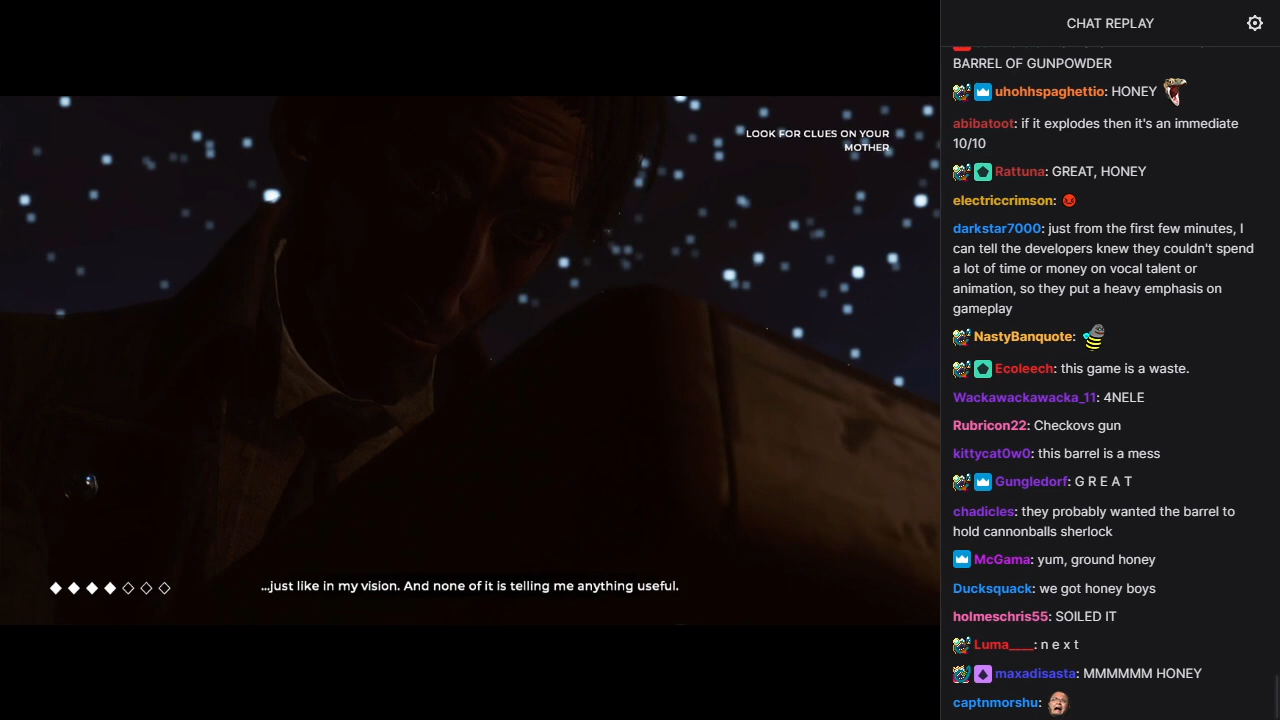 LOOK FOR CLUES ON YOUR
MOTHER
...just like in my vision. And none of it is telling me anything useful.
CHAT REPLAY
BARREL OF GUNPOWDER
uhohhspaghettio: HONEY
abibatoot: if it explodes then it's an immediate
10/10
Rattuna: GREAT, HONEY
electriccrimson:
darkstar7000: just from the first few minutes, I
can tell the developers knew they couldn't spend
a lot of time or money on vocal talent or
animation, so they put a heavy emphasis on
gameplay
NastyBanquote:
Ecoleech: this game is a waste.
Wackawackawacka_11: 4NELE
Rubricon22: Checkovs gun
kittycat0w0: this barrel is a mess
Gungledorf: G R E A T
chadicles: they probably wanted the barrel to
hold cannonballs sherlock
McGama: yum, ground honey
Ducksquack: we got honey boys
holmeschris55: SOILED IT
Luma____: n e x t
maxadisasta: MMMMMM HONEY
captnmorshu: